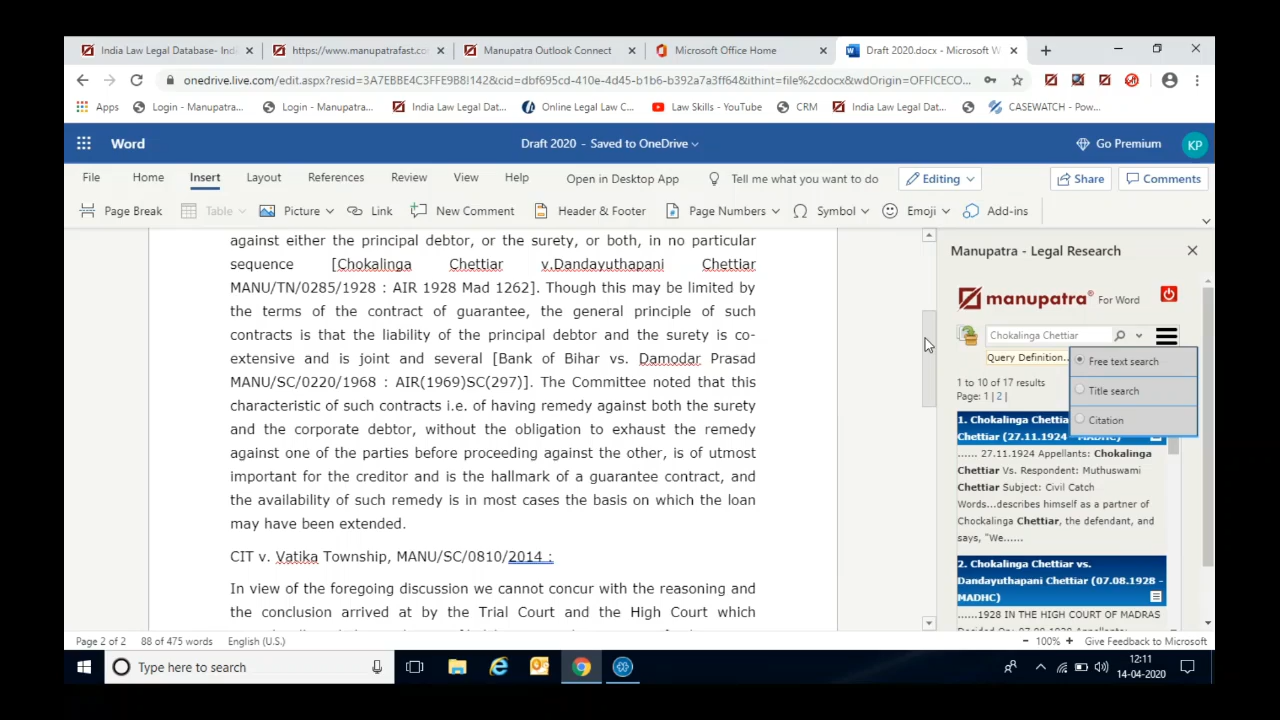 India Law Legal Database- Ind
https://www.manupatrafast.co
Manupatra Outlook Connect
Microsoft Office Home
Draft 2020.docx - Microsoft W
onedrive.live.com/edit.aspx?resid=3A7EBBE4C3FFE9B8!142&cid=dbf695cd-410e-4d45-b1b6-b392a7a3ff64&ithint=file%2cdocx&wdOrigin=OFFICECO...
Apps
Login - Manupatra...
Login - Manupatra...
India Law Legal Dat...
Online Legal Law C...
Law Skills - YouTube
CRM
India Law Legal Dat...
CASEWATCH - Pow...
Word
Draft 2020 - Saved to OneDrive
Go Premium
KP
File Home Insert Layout References Review View Help Open in Desktop App Tell me what you want to do Editing Share Comments
Page Break Table Picture Link New Comment Header & Footer Page Numbers Symbol Emoji Add-ins
against either the principal debtor, or the surety, or both, in no particular
sequence [Chokalinga Chettiar v.Dandayuthapani Chettiar
MANU/TN/0285/1928 : AIR 1928 Mad 1262]. Though this may be limited by
the terms of the contract of guarantee, the general principle of such
contracts is that the liability of the principal debtor and the surety is co-
extensive and is joint and several [Bank of Bihar vs. Damodar Prasad
MANU/SC/0220/1968 : AIR(1969)SC(297)]. The Committee noted that this
characteristic of such contracts i.e. of having remedy against both the surety
and the corporate debtor, without the obligation to exhaust the remedy
against one of the parties before proceeding against the other, is of utmost
important for the creditor and is the hallmark of a guarantee contract, and
the availability of such remedy is in most cases the basis on which the loan
may have been extended.
CIT v. Vatika Township, MANU/SC/0810/2014 :
In view of the foregoing discussion we cannot concur with the reasoning and
the conclusion arrived at by the Trial Court and the High Court which
Manupatra - Legal Research
manupatra® For Word
Chokalinga Chettiar
Query Definition..
Free text search
Title search
Citation
1 to 10 of 17 results
Page: 1 | 2 |
1. Chokalinga Chettia
Chettiar (27.11.1924 - MADHC)
...... 27.11.1924 Appellants: Chokalinga
Chettiar Vs. Respondent: Muthuswami
Chettiar Subject: Civil Catch
Words...describes himself as a partner of
Chockalinga Chettiar, the defendant, and
says, "We......
2. Chokalinga Chettiar vs.
Dandayuthapani Chettiar (07.08.1928 -
MADHC)
......1928 IN THE HIGH COURT OF MADRAS
Page 2 of 2 88 of 475 words English (U.S.) 100% Give Feedback to Microsoft
Type here to search
12:11
14-04-2020